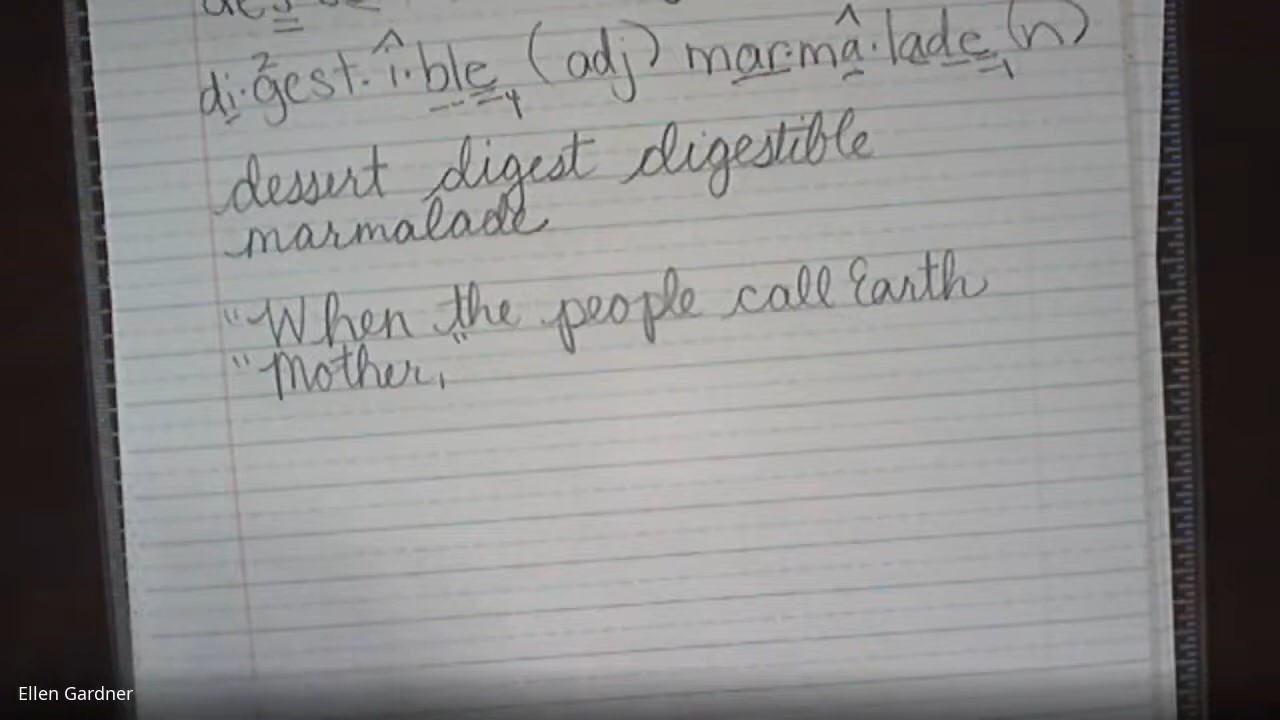 di·gest·i·ble (adj) mar·ma·lade (n)
dessert digest digestible
marmalade
"When the people call Earth
"Mother,"
Ellen Gardner